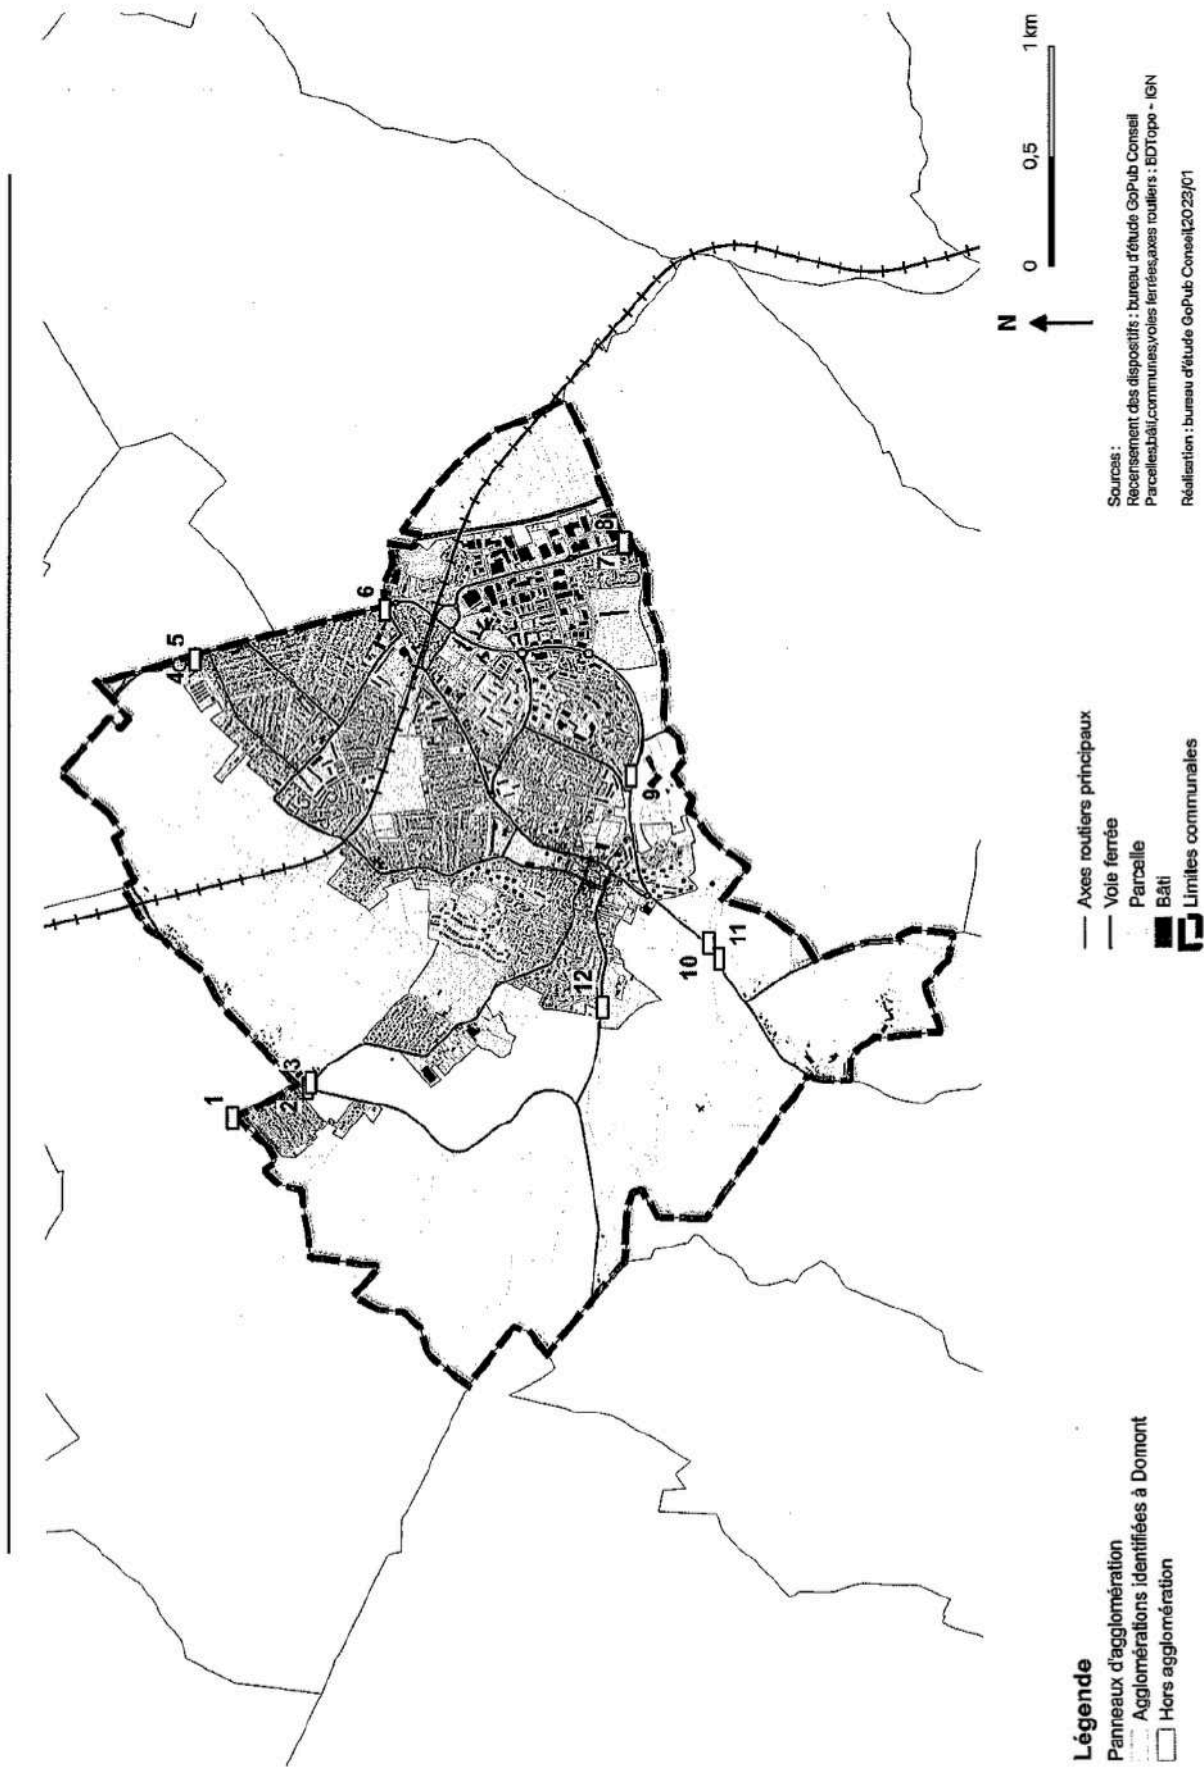 1
2
3
4
5
6
7
8
9
10
11
12
Légende
Panneaux d'agglomération
Agglomérations identifiées à Domont
Hors agglomération
Axes routiers principaux
Voie ferrée
Parcelle
Bâti
Limites communales
N
0
0,5
1 km
Sources :
Recensement des dispositifs : bureau d'étude GoPub Conseil
Parcelles,bâti,communes,voies ferrées,axes routiers : BDTopo - IGN
Réalisation : bureau d'étude GoPub Conseil,2023/01